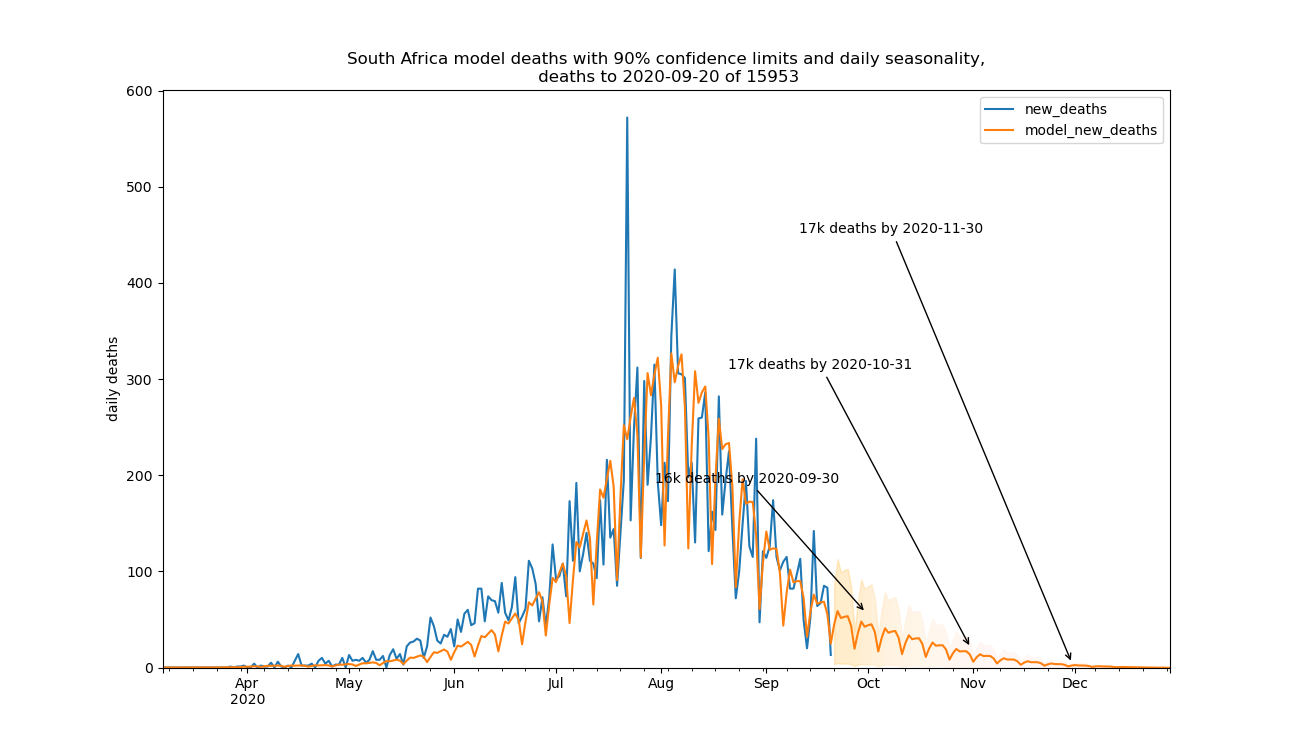 South Africa model deaths with 90% confidence limits and daily seasonality,
deaths to 2020-09-20 of 15953
600
new_deaths
model_new_deaths
500
17k deaths by 2020-11-30
400
daily deaths
17k deaths by 2020-10-31
300
16k deaths by 2020-09-30
200
100
0
Apr May Jun Jul Aug Sep Oct Nov Dec
2020